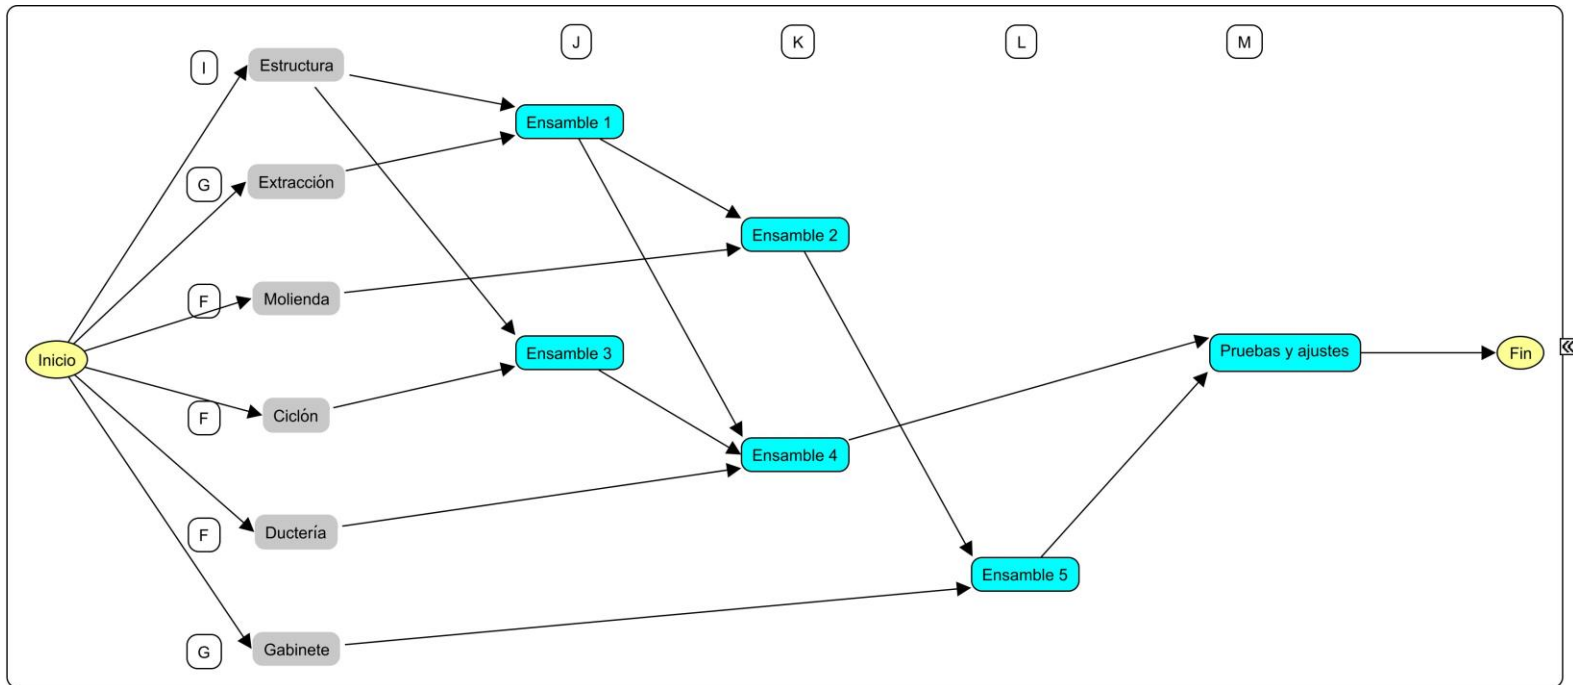 J
K
L
M
I
Estructura
Ensamble 1
G
Extracción
Ensamble 2
F
Molienda
Inicio
Ensamble 3
Pruebas y ajustes
Fin
F
Ciclón
Ensamble 4
F
Ductería
Ensamble 5
G
Gabinete